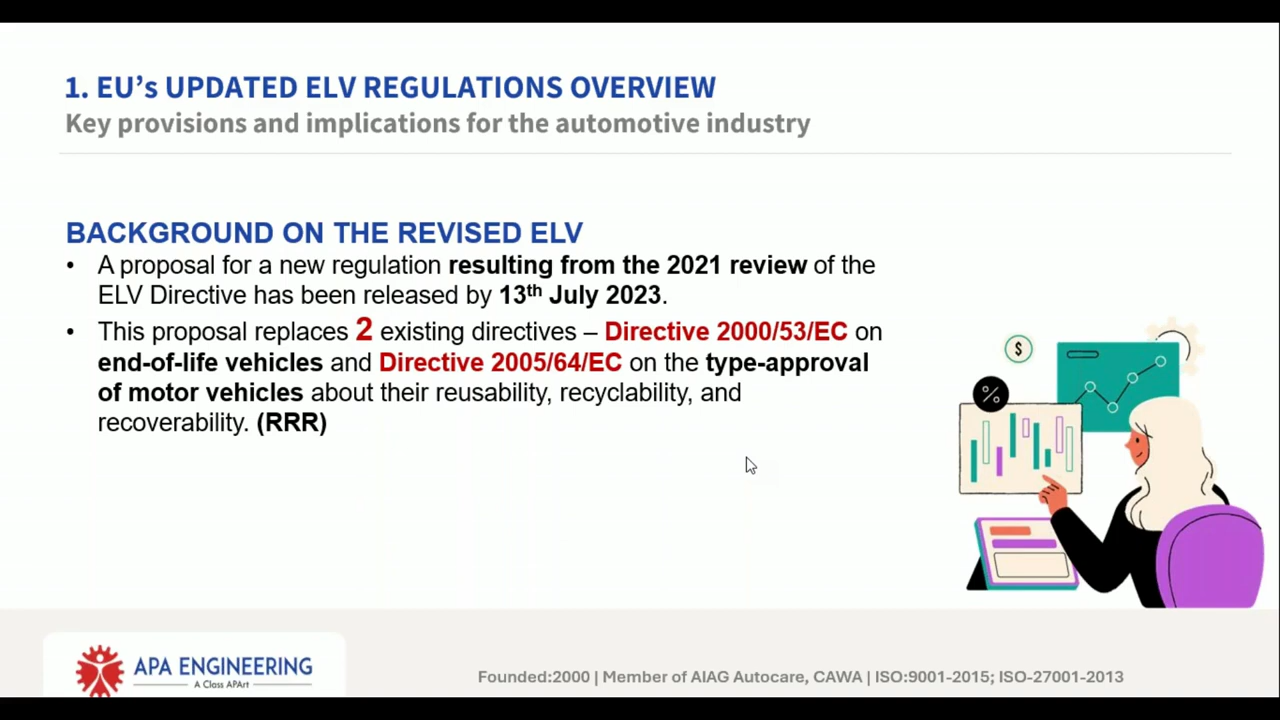 1. EU's UPDATED ELV REGULATIONS OVERVIEW
Key provisions and implications for the automotive industry
BACKGROUND ON THE REVISED ELV
• A proposal for a new regulation resulting from the 2021 review of the
ELV Directive has been released by 13th July 2023.
• This proposal replaces 2 existing directives – Directive 2000/53/EC on
end-of-life vehicles and Directive 2005/64/EC on the type-approval
of motor vehicles about their reusability, recyclability, and
recoverability. (RRR)
$
%
APA ENGINEERING
A Class APArt
Founded:2000 | Member of AIAG Autocare, CAWA | ISO:9001-2015; ISO-27001-2013